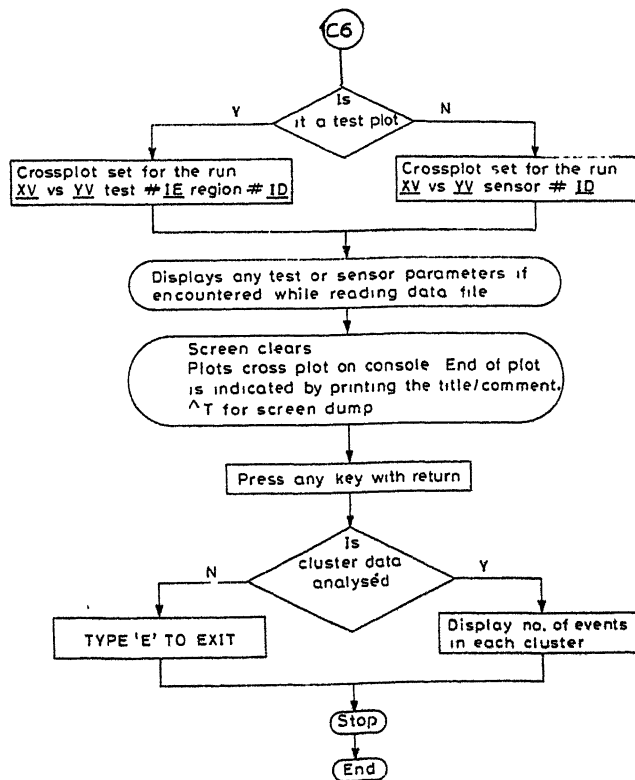 C6
Is
it a test plot
Y
N
Crossplot set for the run
XV vs YV test # IE region # ID
Crossplot set for the run
XV vs YV sensor # ID
Displays any test or sensor parameters if
encountered while reading data file
Screen clears
Plots cross plot on console End of plot
is indicated by printing the title/comment.
^T for screen dump
Press any key with return
Is
cluster data
analysed
N
Y
TYPE 'E' TO EXIT
Display no. of events
in each cluster
Stop
End